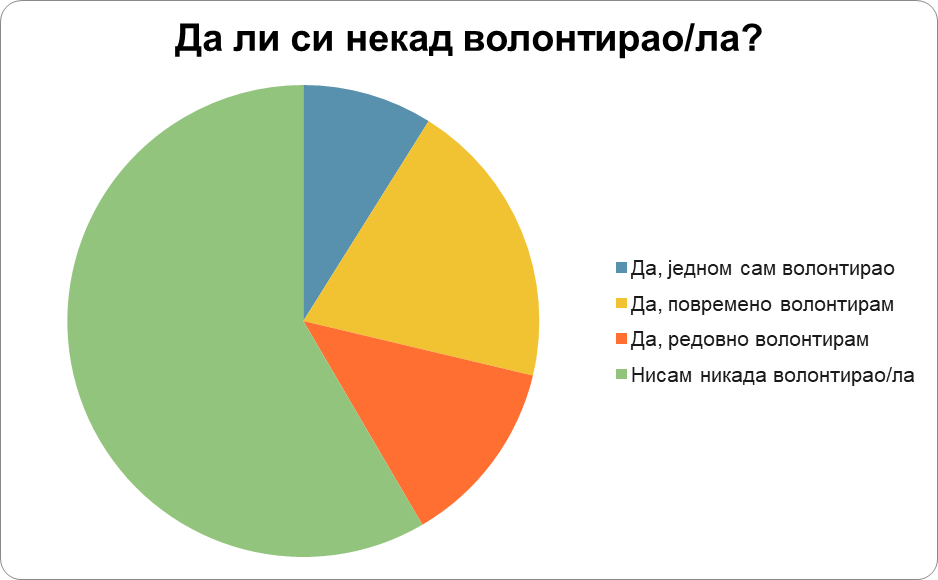 Да ли си некад волонтирао/ла?
Да, једном сам волонтирао
Да, повремено волонтирам
Да, редовно волонтирам
Нисам никада волонтирао/ла